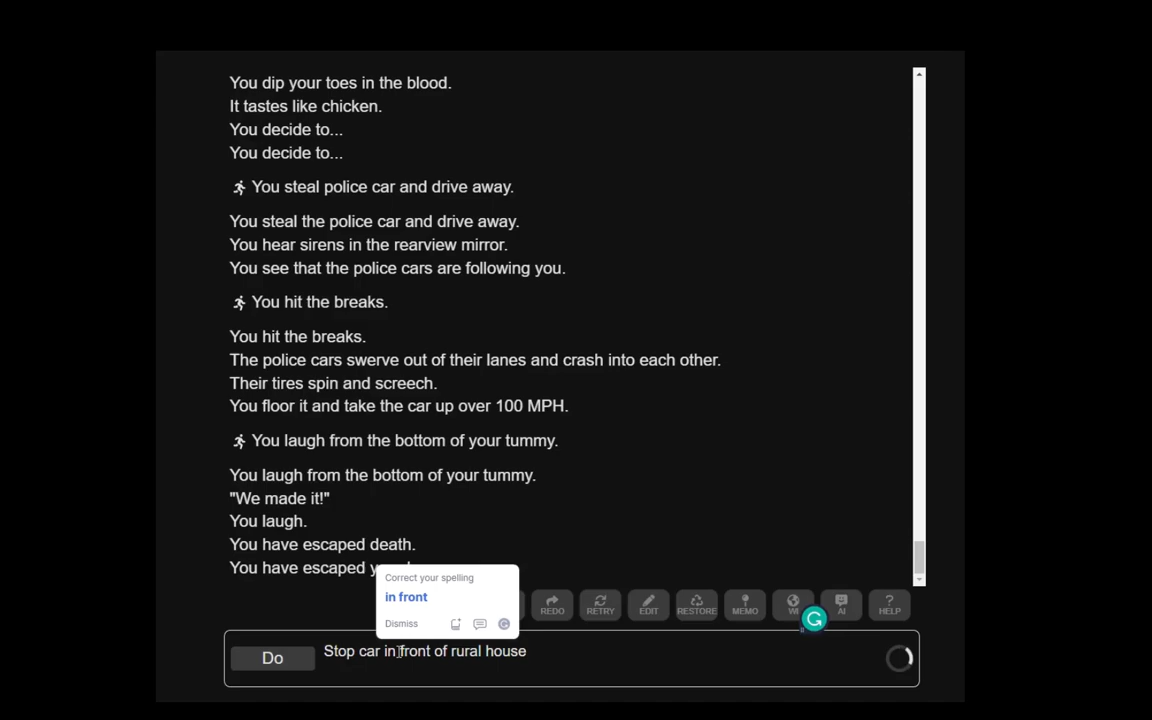 You dip your toes in the blood.
It tastes like chicken.
You decide to...
You decide to...
You steal police car and drive away.
You steal the police car and drive away.
You hear sirens in the rearview mirror.
You see that the police cars are following you.
You hit the breaks.
You hit the breaks.
The police cars swerve out of their lanes and crash into each other.
Their tires spin and screech.
You floor it and take the car up over 100 MPH.
You laugh from the bottom of your tummy.
You laugh from the bottom of your tummy.
"We made it!"
You laugh.
You have escaped death.
You have escaped
Correct your spelling
in front
Dismiss
REDO RETRY EDIT RESTORE MEMO AI HELP
Do Stop car in front of rural house